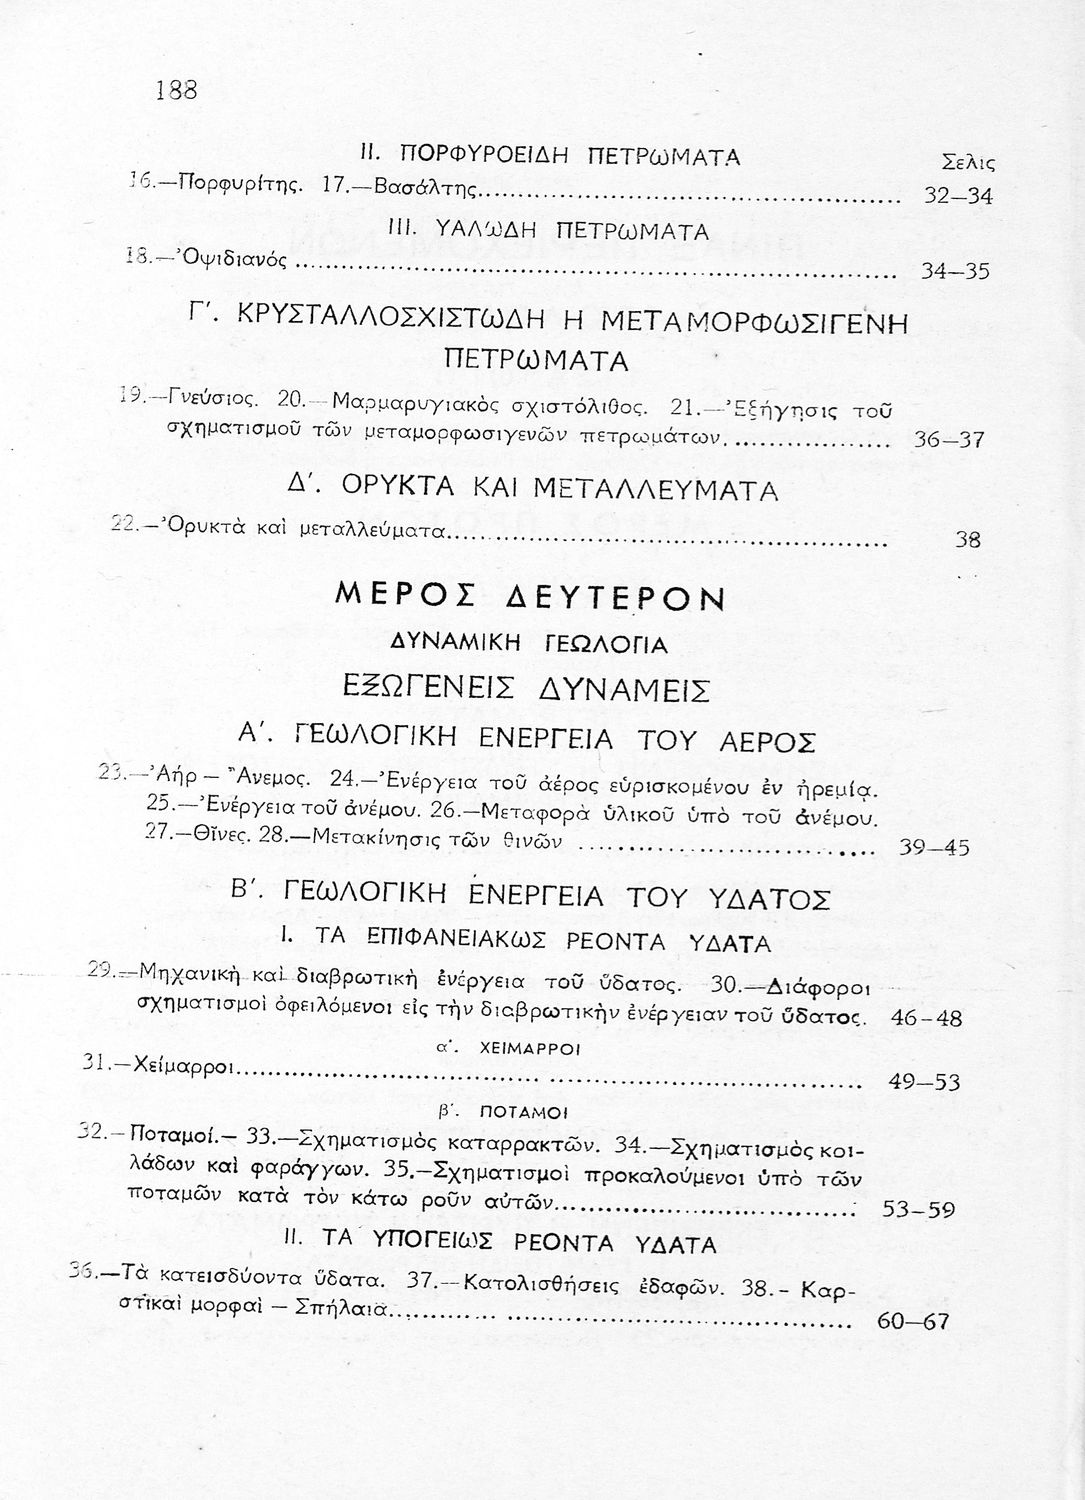 188
II. ΠΟΡΦΥΡΟΕΙΔΗ ΠΕΤΡΩΜΑΤΑ
Σελις
16.—Πορφυρίτης. 17.—Βασάλτης.......... 32—34
III. ΥΑΛΩΔΗ ΠΕΤΡΩΜΑΤΑ
18.—Ὀψιδιανός .......... 34—35
Γ΄. ΚΡΥΣΤΑΛΛΟΣΧΙΣΤΩΔΗ Η ΜΕΤΑΜΟΡΦΩΣΙΓΕΝΗ
ΠΕΤΡΩΜΑΤΑ
19.—Γνεύσιος. 20.—Μαρμαρυγιακὸς σχιστόλιθος. 21.—Ἐξήγησις τοῦ
σχηματισμοῦ τῶν μεταμορφωσιγενῶν πετρωμάτων.......... 36—37
Δ΄. ΟΡΥΚΤΑ ΚΑΙ ΜΕΤΑΛΛΕΥΜΑΤΑ
22.—Ὀρυκτὰ καὶ μεταλλεύματα.......... 38
ΜΕΡΟΣ ΔΕΥΤΕΡΟΝ
ΔΥΝΑΜΙΚΗ ΓΕΩΛΟΓΙΑ
ΕΞΩΓΕΝΕΙΣ ΔΥΝΑΜΕΙΣ
Α΄. ΓΕΩΛΟΓΙΚΗ ΕΝΕΡΓΕΙΑ ΤΟΥ ΑΕΡΟΣ
23.—Ἀήρ — Ἄνεμος. 24.—Ἐνέργεια τοῦ ἀέρος εὑρισκομένου ἐν ἠρεμίᾳ.
25.—Ἐνέργεια τοῦ ἀνέμου. 26.—Μεταφορὰ ὑλικοῦ ὑπὸ τοῦ ἀνέμου.
27.—Θῖνες. 28.—Μετακίνησις τῶν θινῶν .......... 39—45
Β΄. ΓΕΩΛΟΓΙΚΗ ΕΝΕΡΓΕΙΑ ΤΟΥ ΥΔΑΤΟΣ
I. ΤΑ ΕΠΙΦΑΝΕΙΑΚΩΣ ΡΕΟΝΤΑ ΥΔΑΤΑ
29.—Μηχανικὴ καὶ διαβρωτικὴ ἐνέργεια τοῦ ὕδατος. 30.—Διάφοροι
σχηματισμοὶ ὀφειλόμενοι εἰς τὴν διαβρωτικὴν ἐνέργειαν τοῦ ὕδατος. 46—48
α΄. ΧΕΙΜΑΡΡΟΙ
31.—Χείμαρροι.......... 49—53
β΄. ΠΟΤΑΜΟΙ
32.—Ποταμοί.— 33.—Σχηματισμὸς καταρρακτῶν. 34.—Σχηματισμὸς κοι-
λάδων καὶ φαράγγων. 35.—Σχηματισμοὶ προκαλούμενοι ὑπὸ τῶν
ποταμῶν κατὰ τὸν κάτω ροῦν αὐτῶν.......... 53—59
II. ΤΑ ΥΠΟΓΕΙΩΣ ΡΕΟΝΤΑ ΥΔΑΤΑ
36.—Τὰ κατεισδύοντα ὕδατα. 37.—Κατολισθήσεις ἐδαφῶν. 38.- Καρ-
στικαὶ μορφαὶ — Σπήλαια.......... 60—67